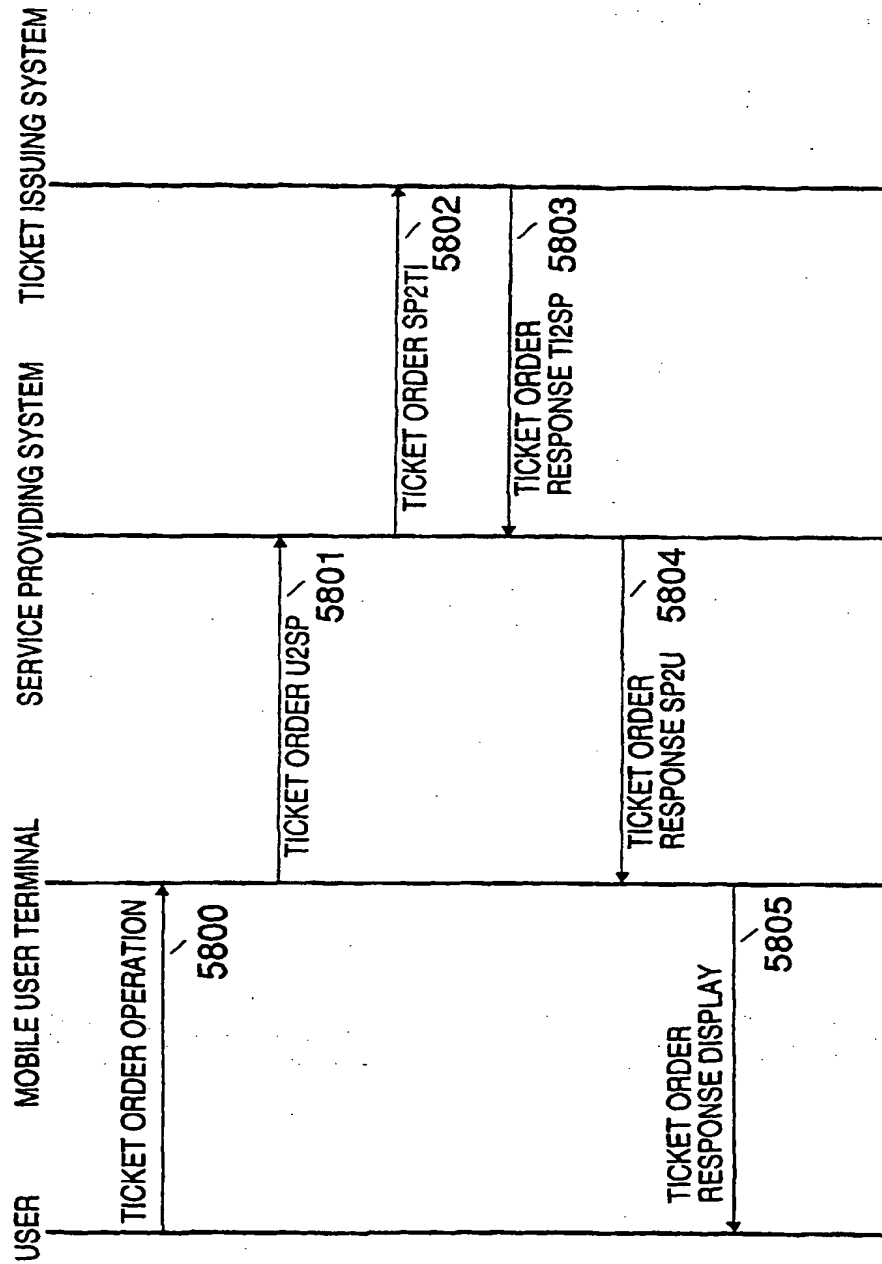 USER
MOBILE USER TERMINAL
SERVICE PROVIDING SYSTEM
TICKET ISSUING SYSTEM
TICKET ORDER OPERATION
5800
TICKET ORDER U2SP
5801
TICKET ORDER SP2TI
5802
TICKET ORDER
RESPONSE TI2SP
5803
TICKET ORDER
RESPONSE SP2U
5804
TICKET ORDER
RESPONSE DISPLAY
5805